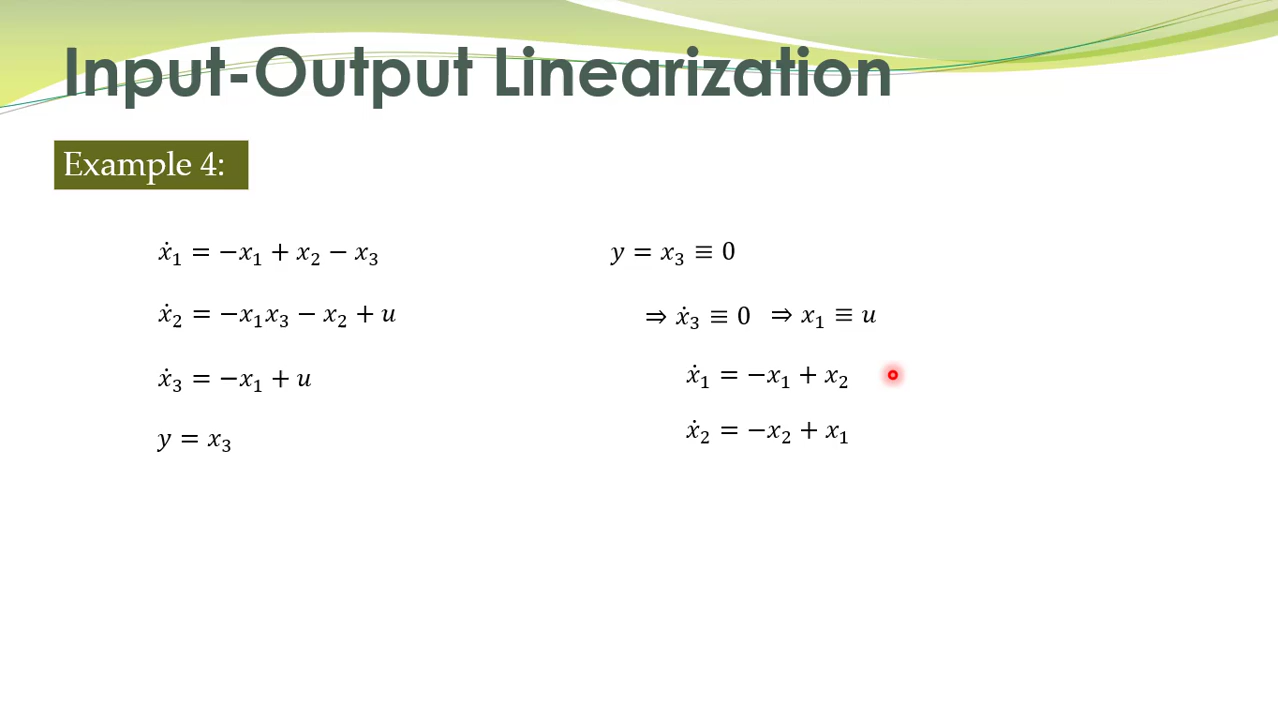 Input-Output Linearization
Example 4:
ẋ₁ = −x₁ + x₂ − x₃
ẋ₂ = −x₁x₃ − x₂ + u
ẋ₃ = −x₁ + u
y = x₃
y = x₃ ≡ 0
⇒ ẋ₃ ≡ 0 ⇒ x₁ ≡ u
ẋ₁ = −x₁ + x₂
ẋ₂ = −x₂ + x₁